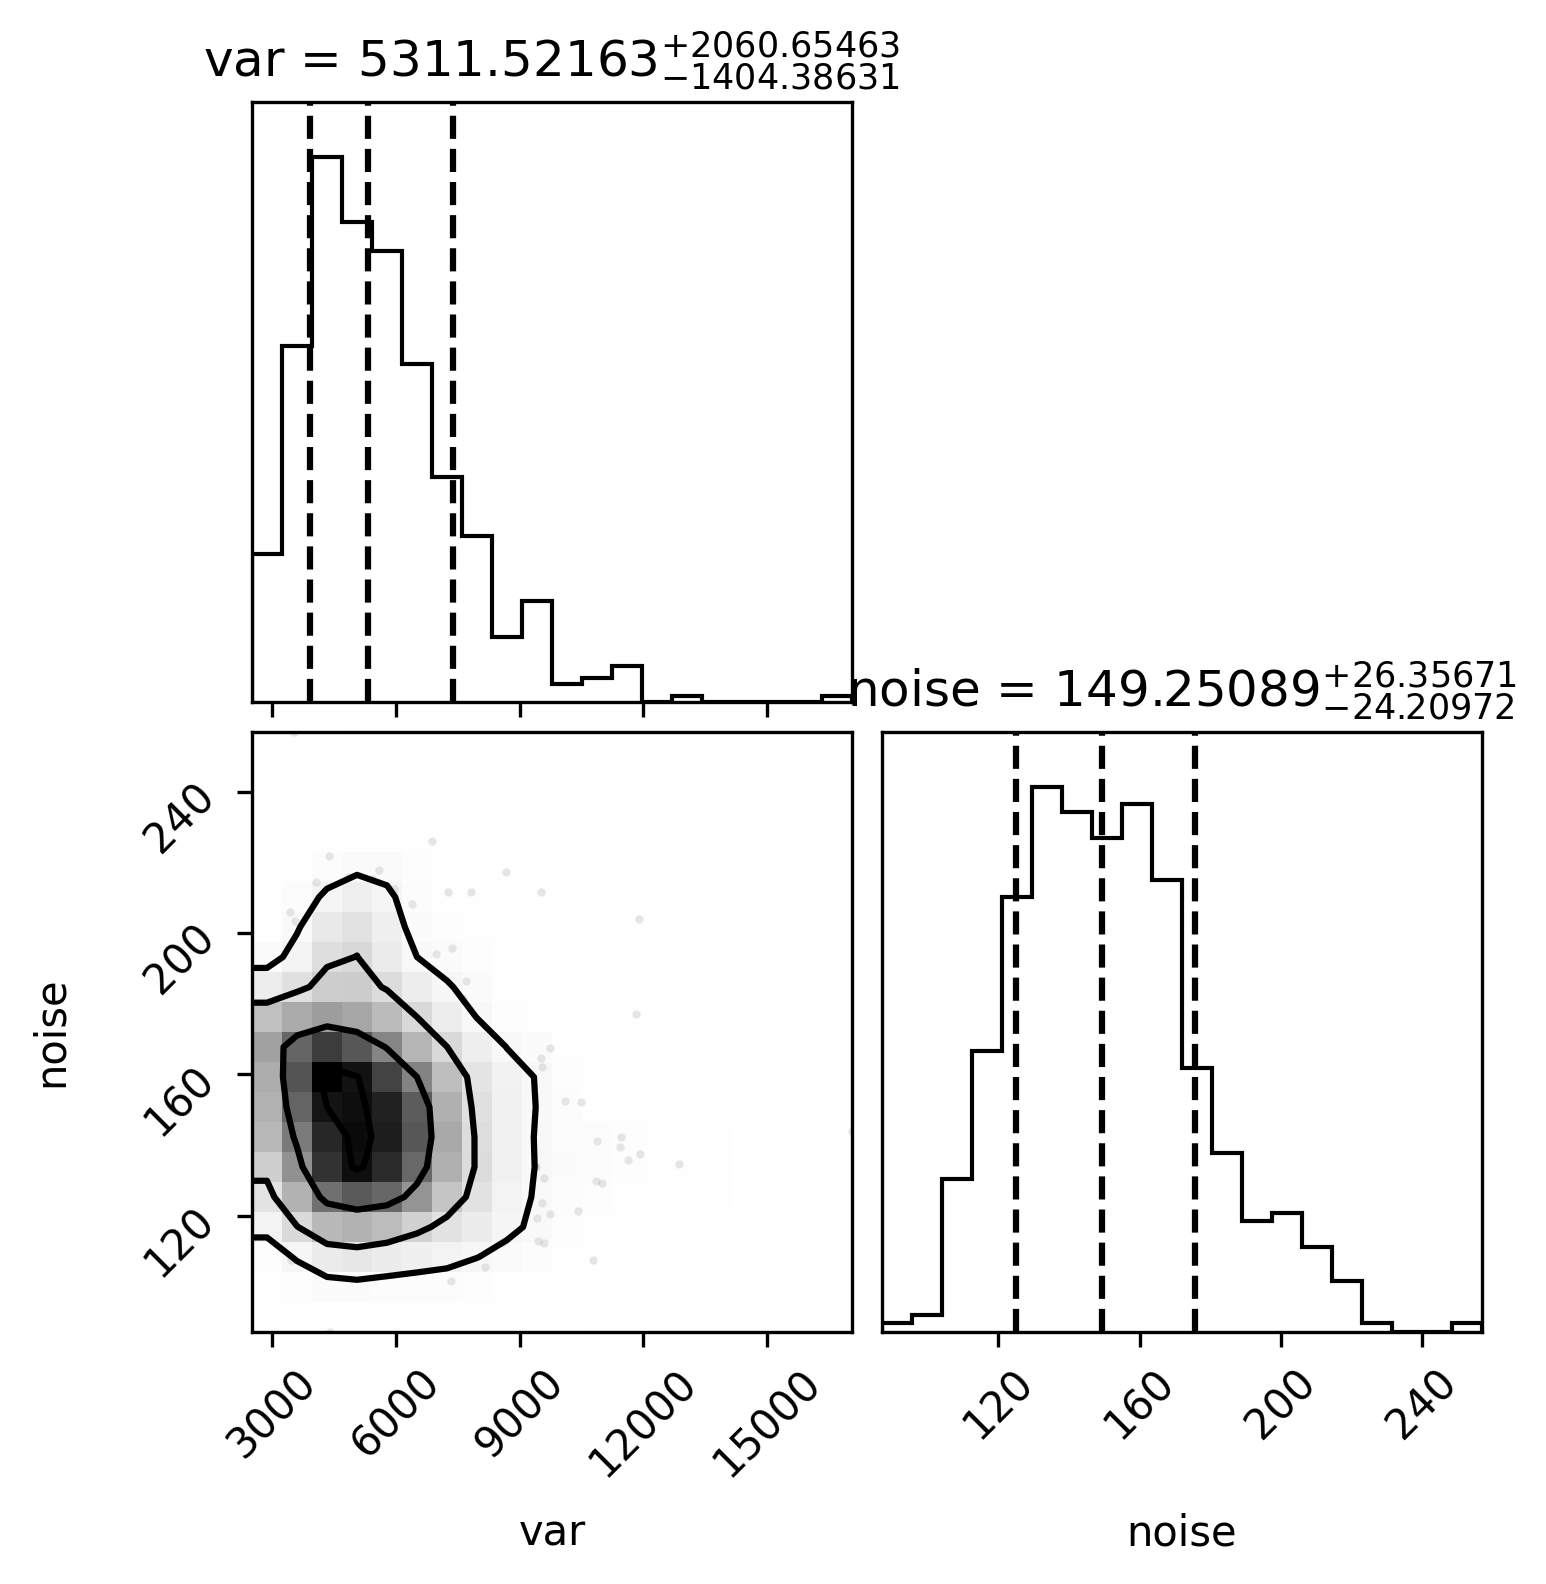 var = 5311.52163+2060.65463−1404.38631
noise = 149.25089+26.35671−24.20972
240
200
160
120
noise
3000 6000 9000 12000 15000
120 160 200 240
var
noise